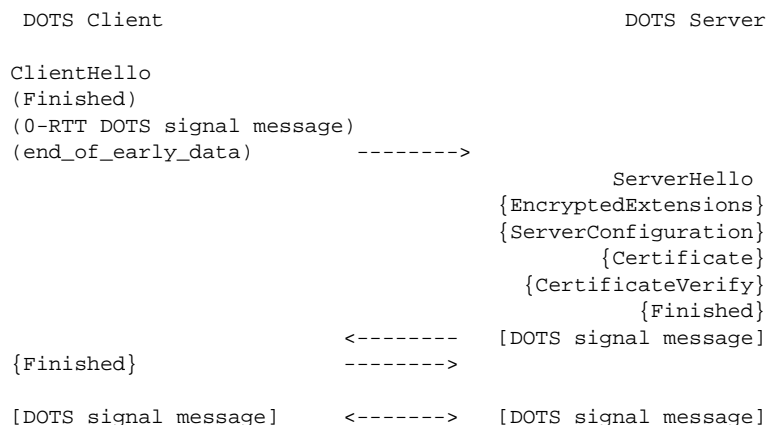 DOTS Client DOTS Server
ClientHello
(Finished)
(0-RTT DOTS signal message)
(end_of_early_data) -------->
ServerHello
{EncryptedExtensions}
{ServerConfiguration}
{Certificate}
{CertificateVerify}
{Finished}
<-------- [DOTS signal message]
{Finished} -------->
[DOTS signal message] <-------> [DOTS signal message]